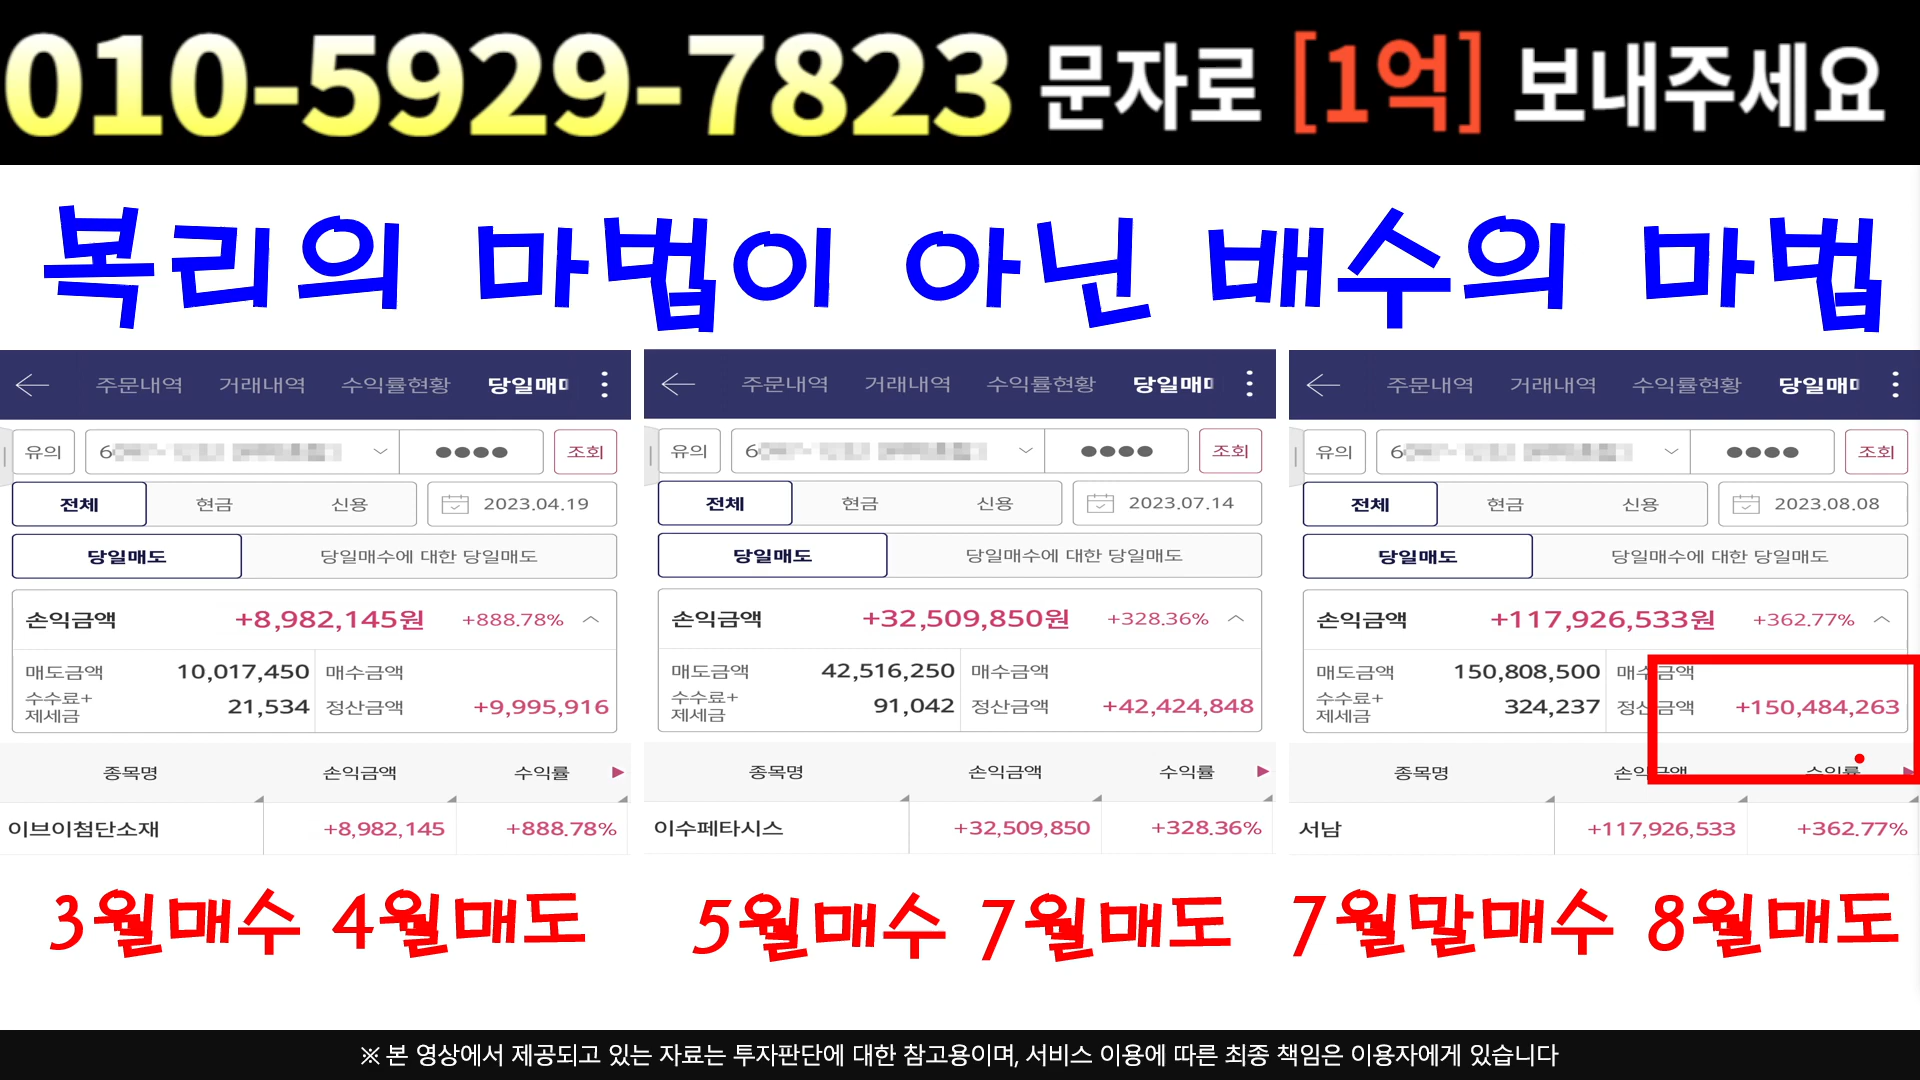 010-5929-7823 문자로 [1억] 보내주세요
복리의 마법이 아닌 배수의 마법
주문내역 거래내역 수익률현황 당일매
유의 6 ●●●● 조회
전체 현금 신용 2023.04.19
당일매도 당일매수에 대한 당일매도
손익금액 +8,982,145원 +888.78%
매도금액 10,017,450 매수금액
수수료+
제세금 21,534 정산금액 +9,995,916
종목명 손익금액 수익률
이브이첨단소재 +8,982,145 +888.78%
3월매수 4월매도
주문내역 거래내역 수익률현황 당일매
유의 6 ●●●● 조회
전체 현금 신용 2023.07.14
당일매도 당일매수에 대한 당일매도
손익금액 +32,509,850원 +328.36%
매도금액 42,516,250 매수금액
수수료+
제세금 91,042 정산금액 +42,424,848
종목명 손익금액 수익률
이수페타시스 +32,509,850 +328.36%
5월매수 7월매도
주문내역 거래내역 수익률현황 당일매
유의 6 ●●●● 조회
전체 현금 신용 2023.08.08
당일매도 당일매수에 대한 당일매도
손익금액 +117,926,533원 +362.77%
매도금액 150,808,500 매수금액
수수료+
제세금 324,237 정산금액 +150,484,263
종목명 손익금액 수익률
서남 +117,926,533 +362.77%
7월말매수 8월매도
※ 본 영상에서 제공되고 있는 자료는 투자판단에 대한 참고용이며, 서비스 이용에 따른 최종 책임은 이용자에게 있습니다